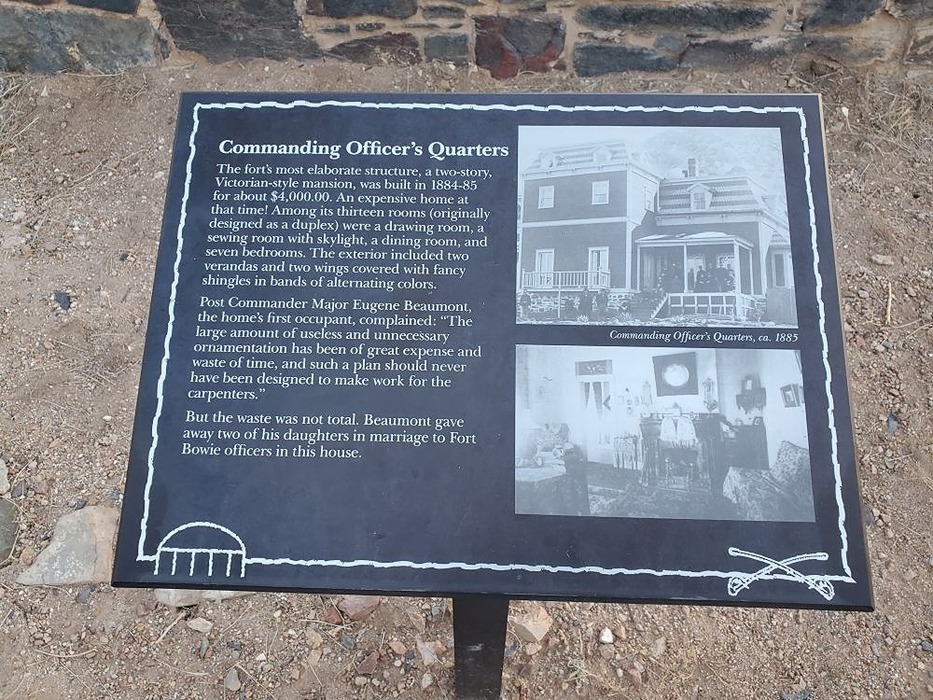 Commanding Officer's Quarters
The fort's most elaborate structure, a two-story,
Victorian-style mansion, was built in 1884-85
for about $4,000.00. An expensive home at
that time! Among its thirteen rooms (originally
designed as a duplex) were a drawing room, a
sewing room with skylight, a dining room, and
seven bedrooms. The exterior included two
verandas and two wings covered with fancy
shingles in bands of alternating colors.
Post Commander Major Eugene Beaumont,
the home's first occupant, complained: “The
large amount of useless and unnecessary
ornamentation has been of great expense and
waste of time, and such a plan should never
have been designed to make work for the
carpenters.”
But the waste was not total. Beaumont gave
away two of his daughters in marriage to Fort
Bowie officers in this house.
Commanding Officer's Quarters, ca. 1885